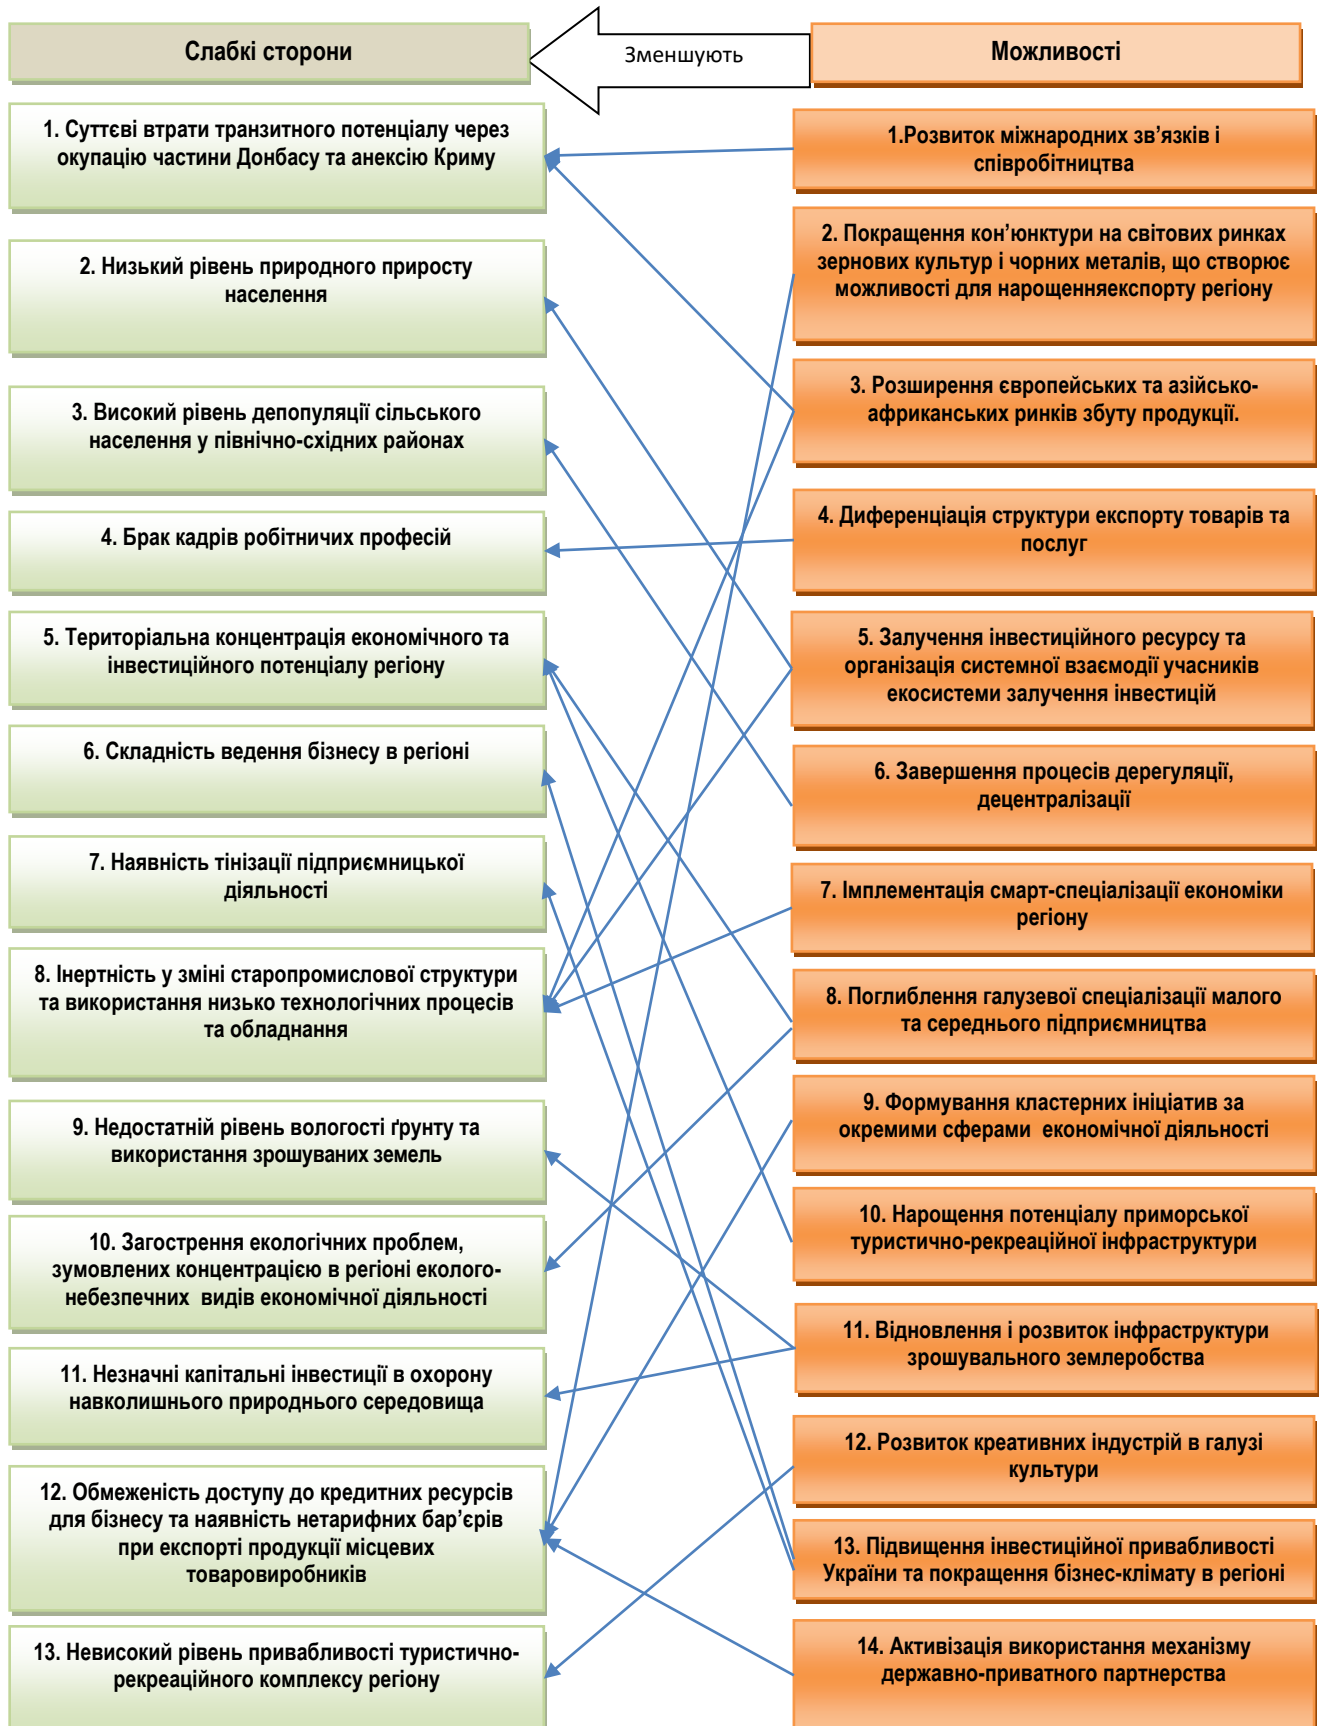 Слабкі сторони
Зменшують
Можливості
1. Суттєві втрати транзитного потенціалу через
окупацію частини Донбасу та анексію Криму
2. Низький рівень природного приросту
населення
3. Високий рівень депопуляції сільського
населення у північно-східних районах
4. Брак кадрів робітничих професій
5. Територіальна концентрація економічного та
інвестиційного потенціалу регіону
6. Складність ведення бізнесу в регіоні
7. Наявність тінізації підприємницької
діяльності
8. Інертність у зміні старопромислової структури
та використання низько технологічних процесів
та обладнання
9. Недостатній рівень вологості ґрунту та
використання зрошуваних земель
10. Загострення екологічних проблем,
зумовлених концентрацією в регіоні еколого-
небезпечних видів економічної діяльності
11. Незначні капітальні інвестиції в охорону
навколишнього природнього середовища
12. Обмеженість доступу до кредитних ресурсів
для бізнесу та наявність нетарифних бар’єрів
при експорті продукції місцевих
товаровиробників
13. Невисокий рівень привабливості туристично-
рекреаційного комплексу регіону
1.Розвиток міжнародних зв’язків і
співробітництва
2. Покращення кон’юнктури на світових ринках
зернових культур і чорних металів, що створює
можливості для нарощенняекспорту регіону
3. Розширення європейських та азійсько-
африканських ринків збуту продукції.
4. Диференціація структури експорту товарів та
послуг
5. Залучення інвестиційного ресурсу та
організація системної взаємодії учасників
екосистеми залучення інвестицій
6. Завершення процесів дерегуляції,
децентралізації
7. Імплементація смарт-спеціалізації економіки
регіону
8. Поглиблення галузевої спеціалізації малого
та середнього підприємництва
9. Формування кластерних ініціатив за
окремими сферами економічної діяльності
10. Нарощення потенціалу приморської
туристично-рекреаційної інфраструктури
11. Відновлення і розвиток інфраструктури
зрошувального землеробства
12. Розвиток креативних індустрій в галузі
культури
13. Підвищення інвестиційної привабливості
України та покращення бізнес-клімату в регіоні
14. Активізація використання механізму
державно-приватного партнерства